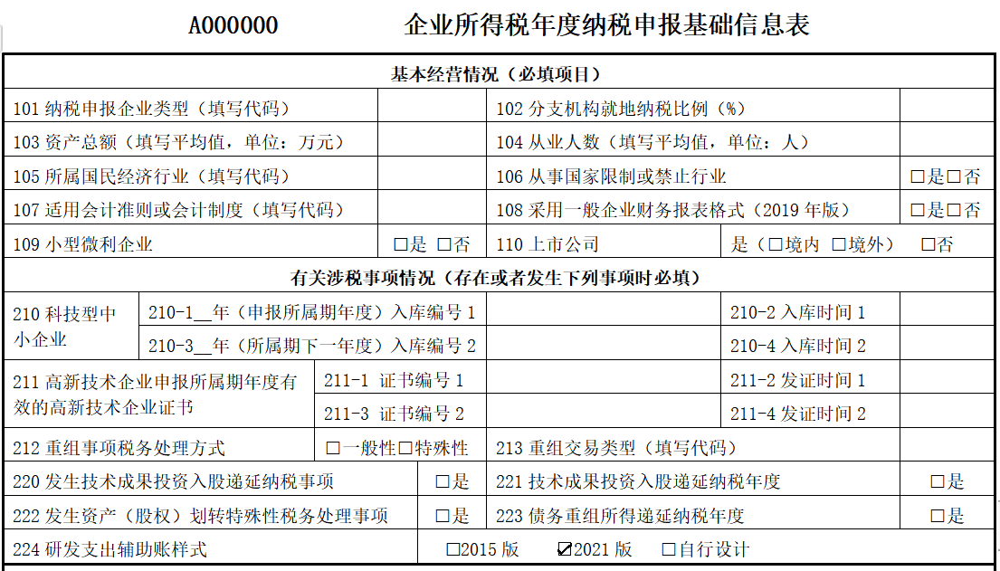 A000000 企业所得税年度纳税申报基础信息表
基本经营情况（必填项目）
101 纳税申报企业类型（填写代码） 102 分支机构就地纳税比例（%）
103 资产总额（填写平均值，单位：万元） 104 从业人数（填写平均值，单位：人）
105 所属国民经济行业（填写代码） 106 从事国家限制或禁止行业 □是□否
107 适用会计准则或会计制度（填写代码） 108 采用一般企业财务报表格式（2019 年版） □是□否
109 小型微利企业 □是 □否 110 上市公司 是（□境内 □境外） □否
有关涉税事项情况（存在或者发生下列事项时必填）
210 科技型中
小企业
210-1__年（申报所属期年度）入库编号 1 210-2 入库时间 1
210-3__年（所属期下一年度）入库编号 2 210-4 入库时间 2
211 高新技术企业申报所属期年度有
效的高新技术企业证书
211-1 证书编号 1 211-2 发证时间 1
211-3 证书编号 2 211-4 发证时间 2
212 重组事项税务处理方式 □一般性□特殊性 213 重组交易类型（填写代码）
220 发生技术成果投资入股递延纳税事项 □是 221 技术成果投资入股递延纳税年度 □是
222 发生资产（股权）划转特殊性税务处理事项 □是 223 债务重组所得递延纳税年度 □是
224 研发支出辅助账样式 □2015 版 ☑2021 版 □自行设计